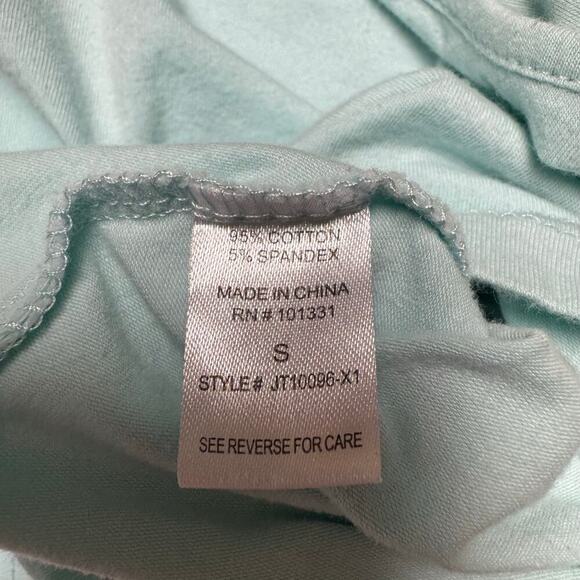 95% COTTON
5% SPANDEX
MADE IN CHINA
RN # 101331
S
STYLE# JT10096-X1
SEE REVERSE FOR CARE